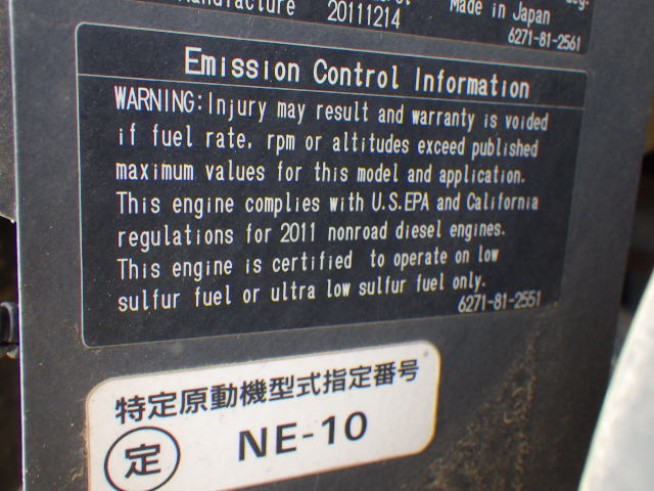 anufacture 20111214
Made in Japan
6271-81-2561
Emission Control Information
WARNING:Injury may result and warranty is voided
if fuel rate, rpm or altitudes exceed published
maximum values for this model and application.
This engine complies with U.S.EPA and California
regulations for 2011 nonroad diesel engines.
This engine is certified to operate on low
sulfur fuel or ultra low sulfur fuel only.
6271-81-2551
特定原動機型式指定番号
定 NE-10